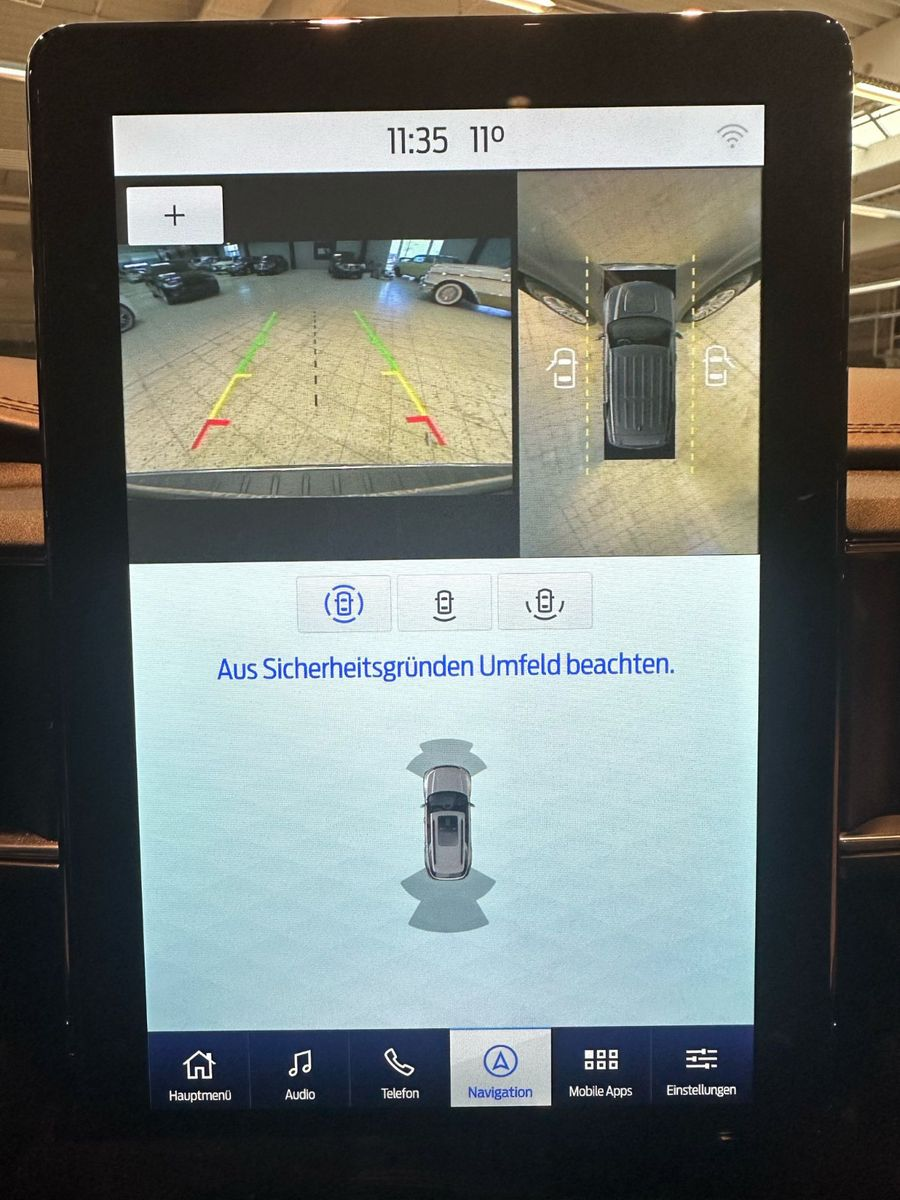 11:35 11°
+
Aus Sicherheitsgründen Umfeld beachten.
Hauptmenü
Audio
Telefon
Navigation
Mobile Apps
Einstellungen